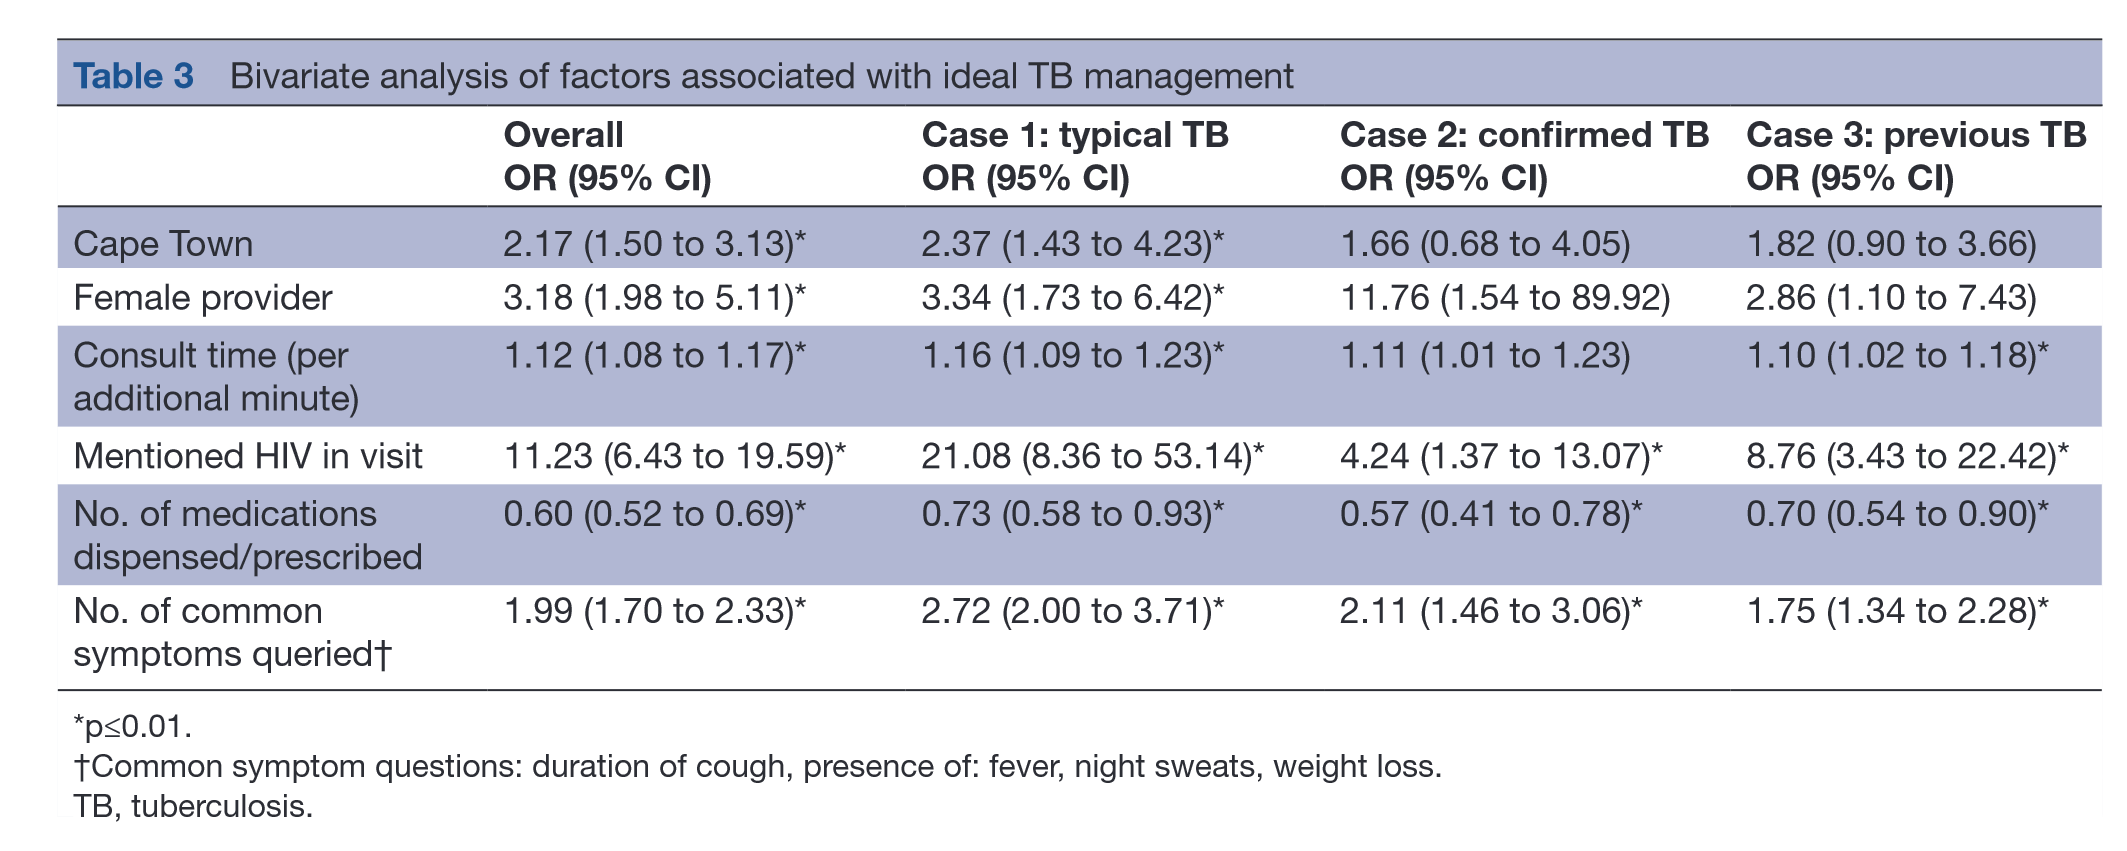 Table 3 Bivariate analysis of factors associated with ideal TB management
Overall Case 1: typical TB Case 2: confirmed TB Case 3: previous TB
OR (95% CI) OR (95% CI) OR (95% CI) OR (95% CI)
Cape Town 2.17 (1.50 to 3.13)* 2.37 (1.43 to 4.23)* 1.66 (0.68 to 4.05) 1.82 (0.90 to 3.66)
Female provider 3.18 (1.98 to 5.11)* 3.34 (1.73 to 6.42)* 11.76 (1.54 to 89.92) 2.86 (1.10 to 7.43)
Consult time (per 1.12 (1.08 to 1.17)* 1.16 (1.09 to 1.23)* 1.11 (1.01 to 1.23) 1.10 (1.02 to 1.18)*
additional minute)
Mentioned HIV in visit 11.23 (6.43 to 19.59)* 21.08 (8.36 to 53.14)* 4.24 (1.37 to 13.07)* 8.76 (3.43 to 22.42)*
No. of medications 0.60 (0.52 to 0.69)* 0.73 (0.58 to 0.93)* 0.57 (0.41 to 0.78)* 0.70 (0.54 to 0.90)*
dispensed/prescribed
No. of common 1.99 (1.70 to 2.33)* 2.72 (2.00 to 3.71)* 2.11 (1.46 to 3.06)* 1.75 (1.34 to 2.28)*
symptoms queried†
*p≤0.01.
†Common symptom questions: duration of cough, presence of: fever, night sweats, weight loss.
TB, tuberculosis.